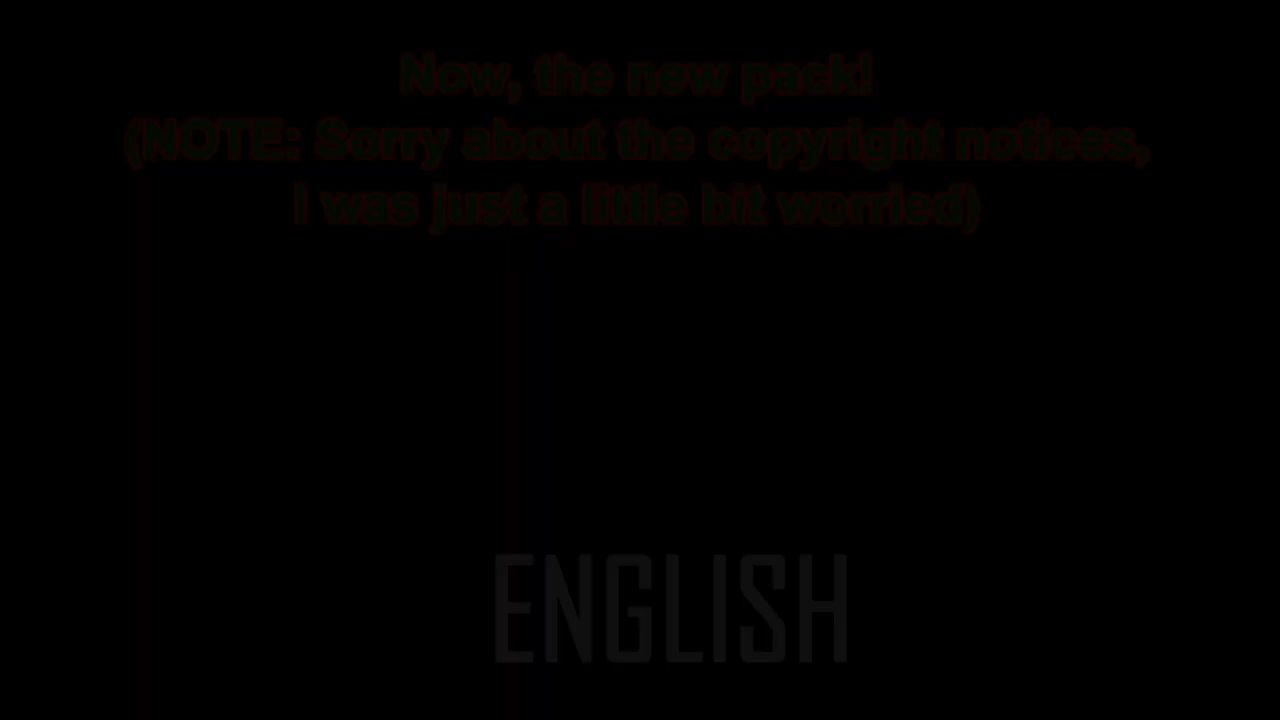 Now, the new pack!
(NOTE: Sorry about the copyright notices,
I was just a little bit worried)
ENGLISH